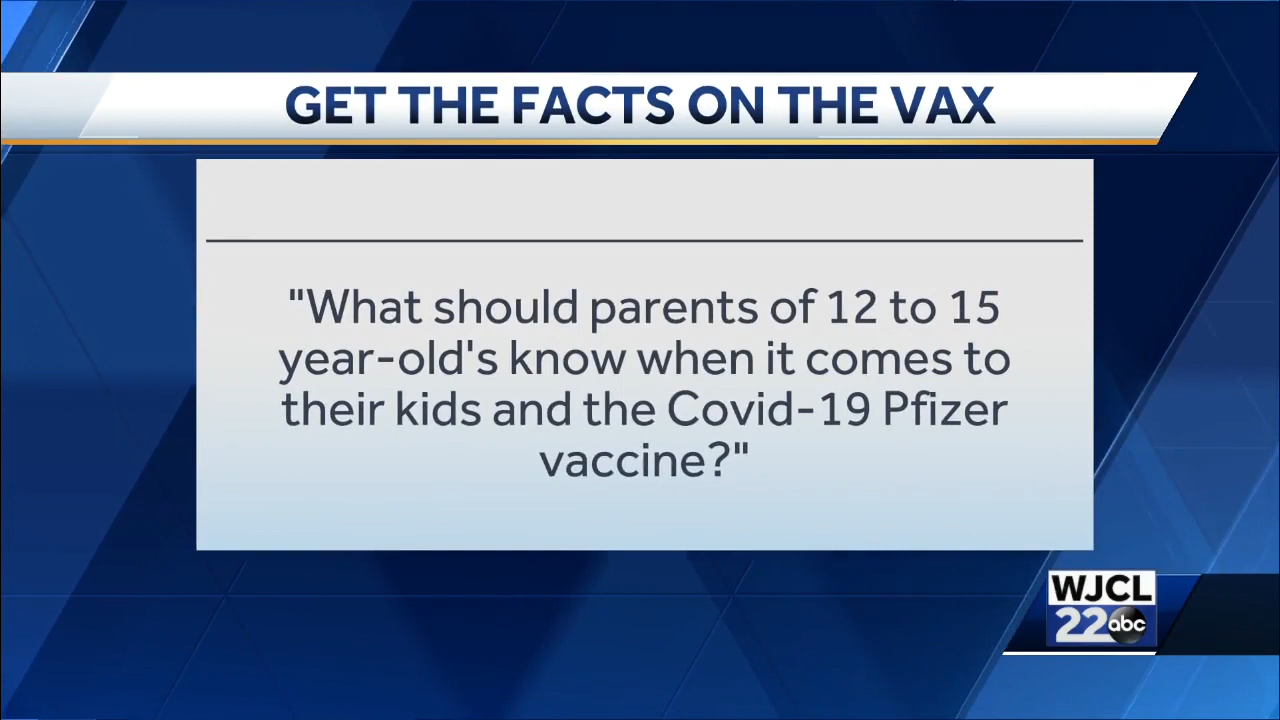 GET THE FACTS ON THE VAX
"What should parents of 12 to 15
year-old's know when it comes to
their kids and the Covid-19 Pfizer
vaccine?"
WJCL
22 abc